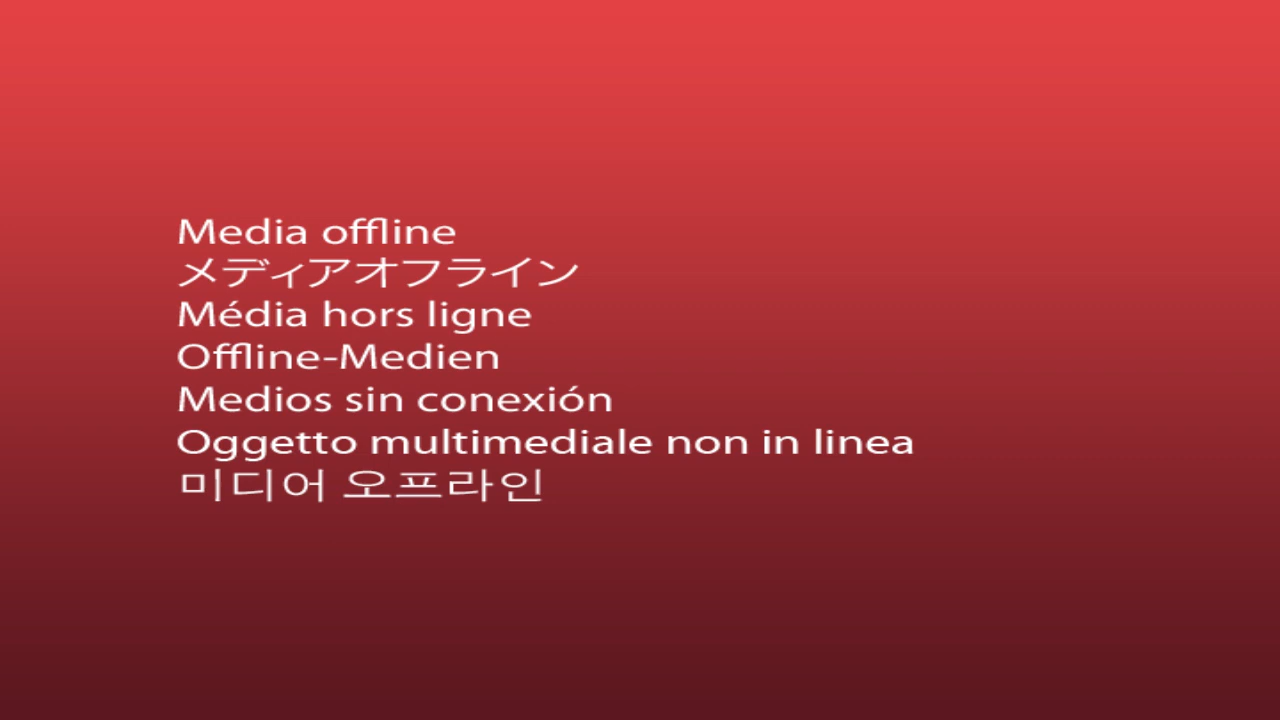 Media offline
メディアオフライン
Média hors ligne
Offline-Medien
Medios sin conexión
Oggetto multimediale non in linea
미디어 오프라인